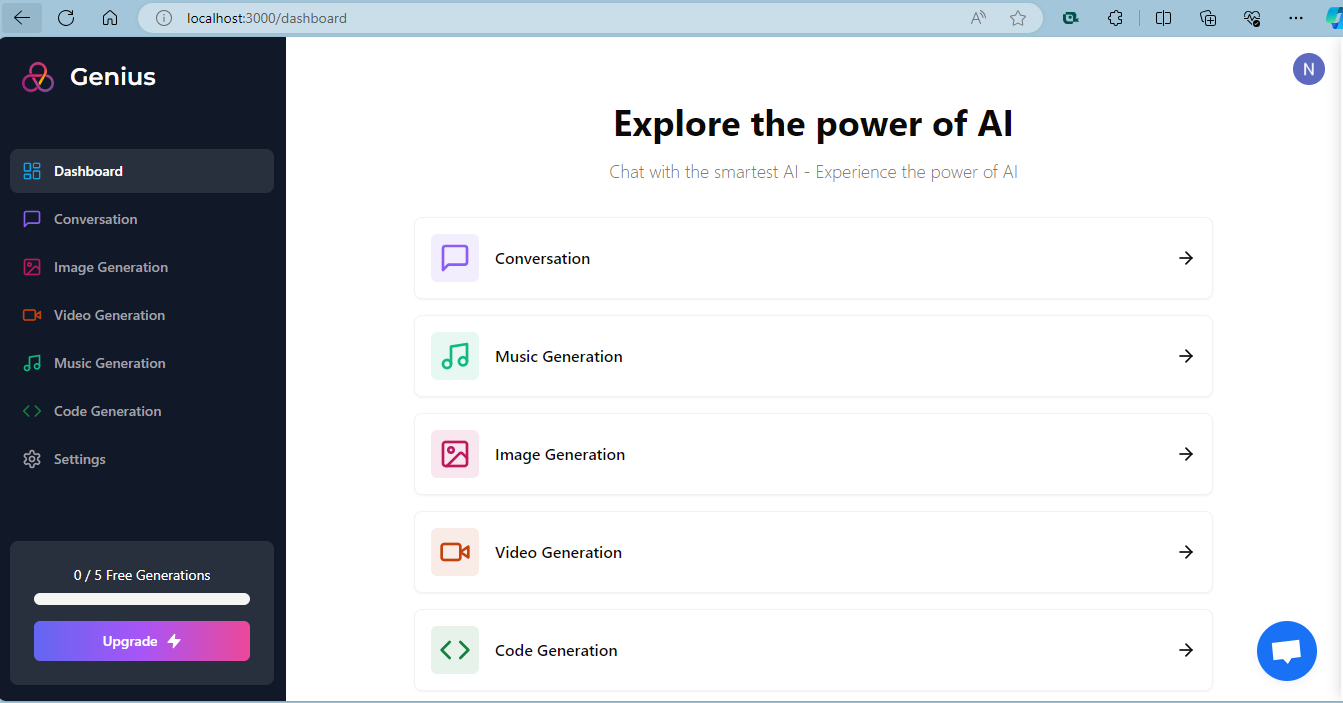 localhost:3000/dashboard
Genius
Dashboard
Conversation
Image Generation
Video Generation
Music Generation
Code Generation
Settings
0 / 5 Free Generations
Upgrade
N
Explore the power of AI
Chat with the smartest AI - Experience the power of AI
Conversation
Music Generation
Image Generation
Video Generation
Code Generation